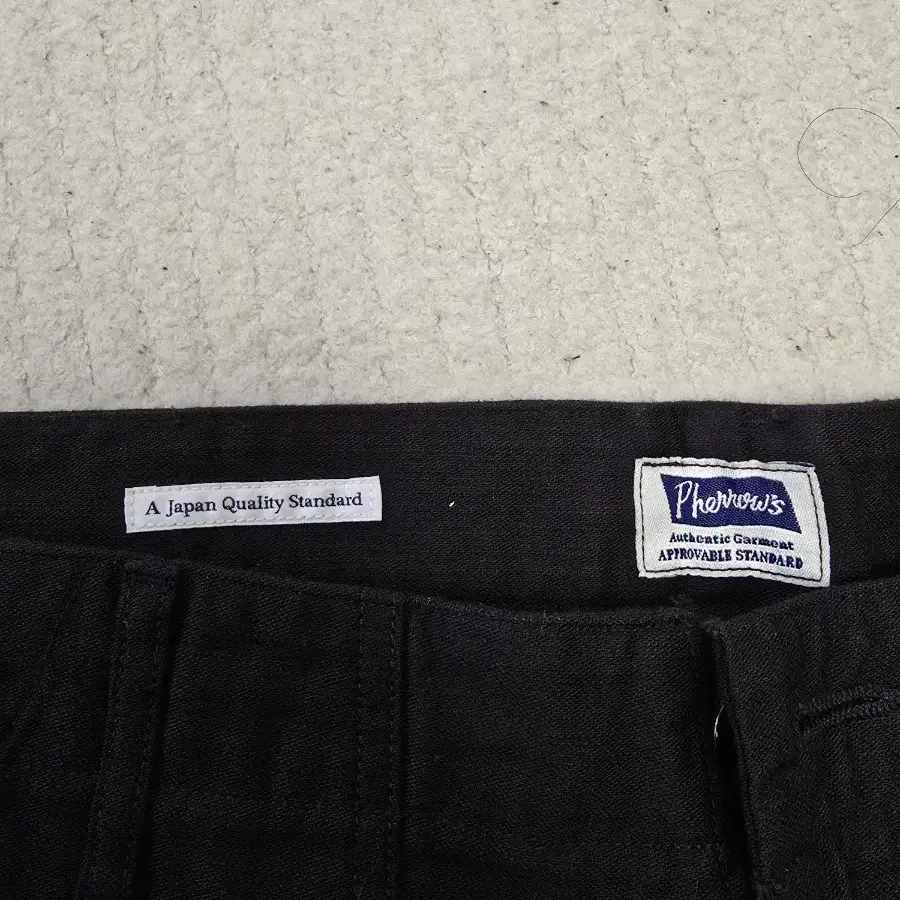 A Japan Quality Standard
Pherrow's
Authentic Garment
APPROVABLE STANDARD